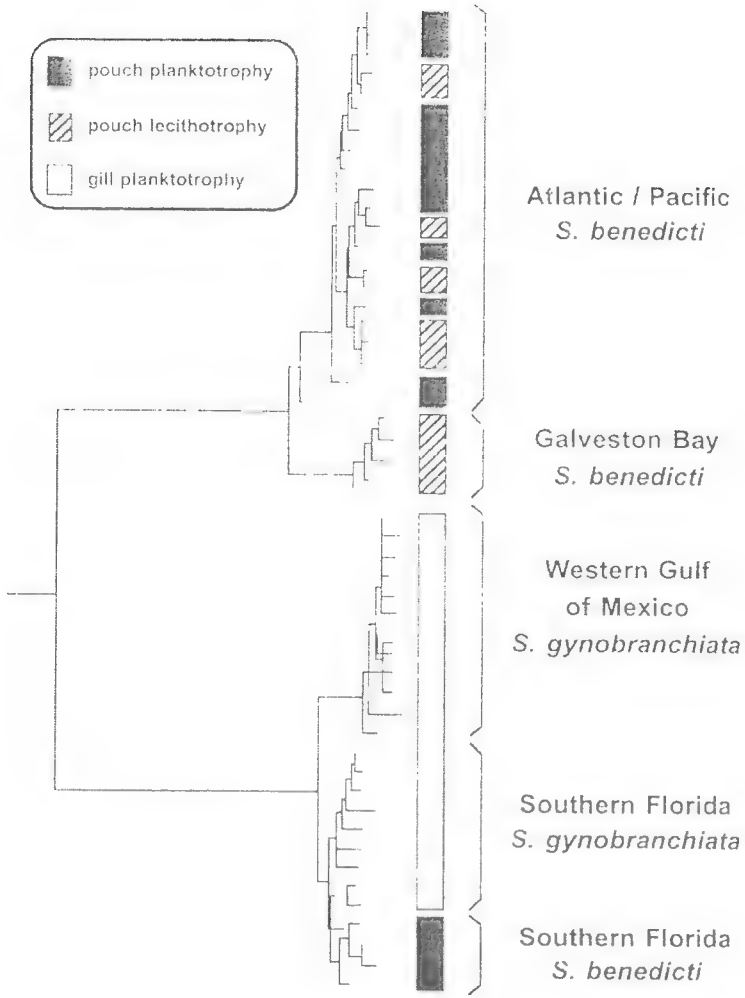 pouch planktotrophy
pouch lecithotrophy
gill planktotrophy
Atlantic / Pacific
S. benedicti
Galveston Bay
S. benedicti
Western Gulf
of Mexico
S. gynobranchiata
Southern Florida
S. gynobranchiata
Southern Florida
S. benedicti